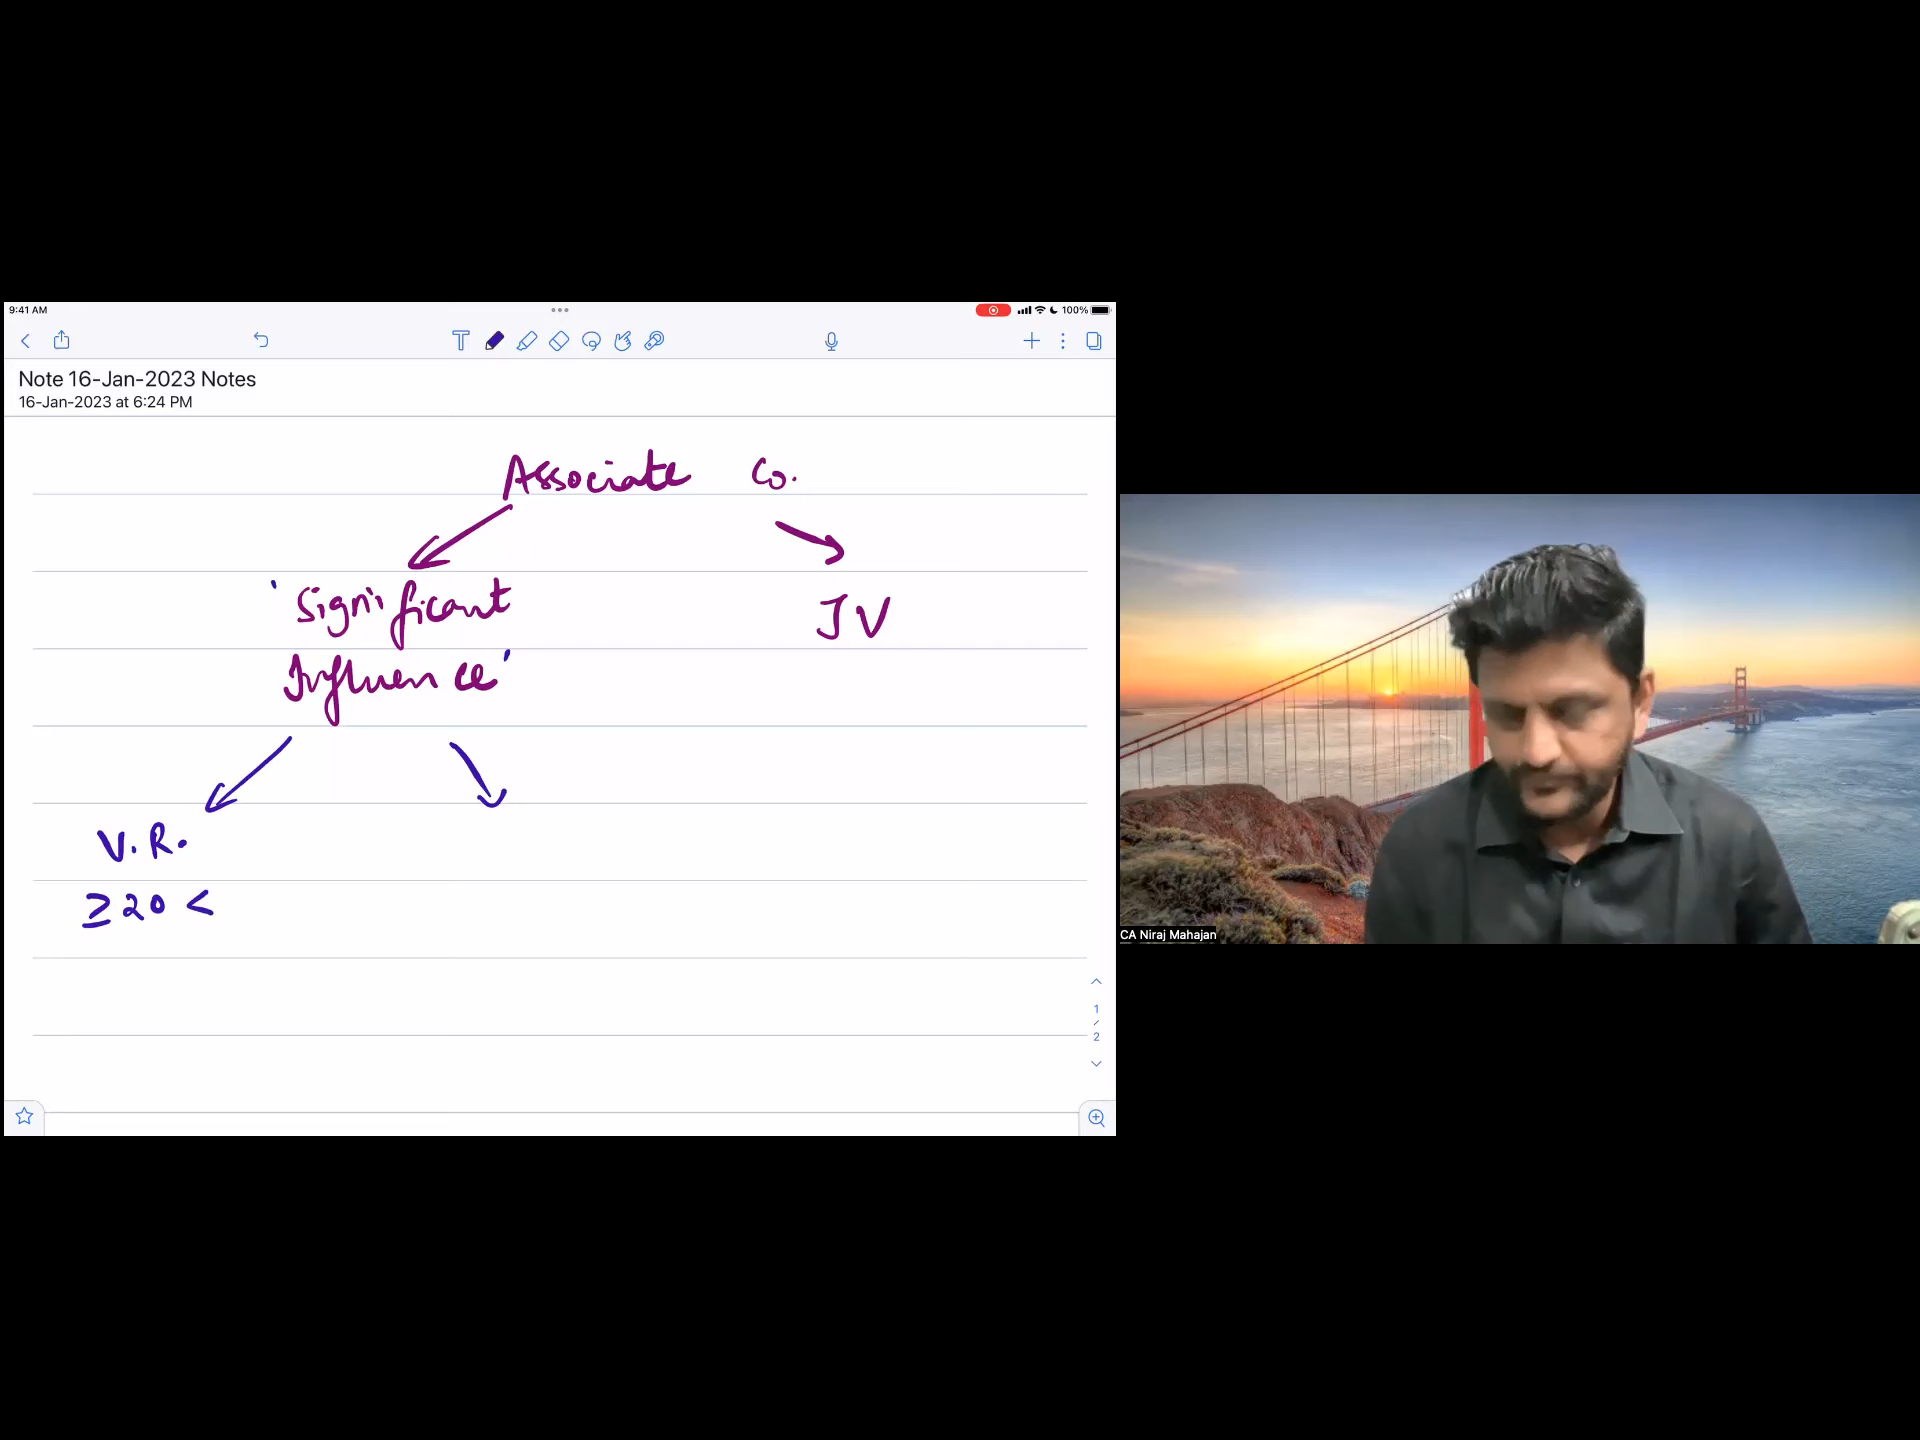 9:41 AM
100%
Note 16-Jan-2023 Notes
16-Jan-2023 at 6:24 PM
Associate Co.
'Significant JV
Influence'
V.R.
≥20 <
CA Niraj Mahajan
1
/
2